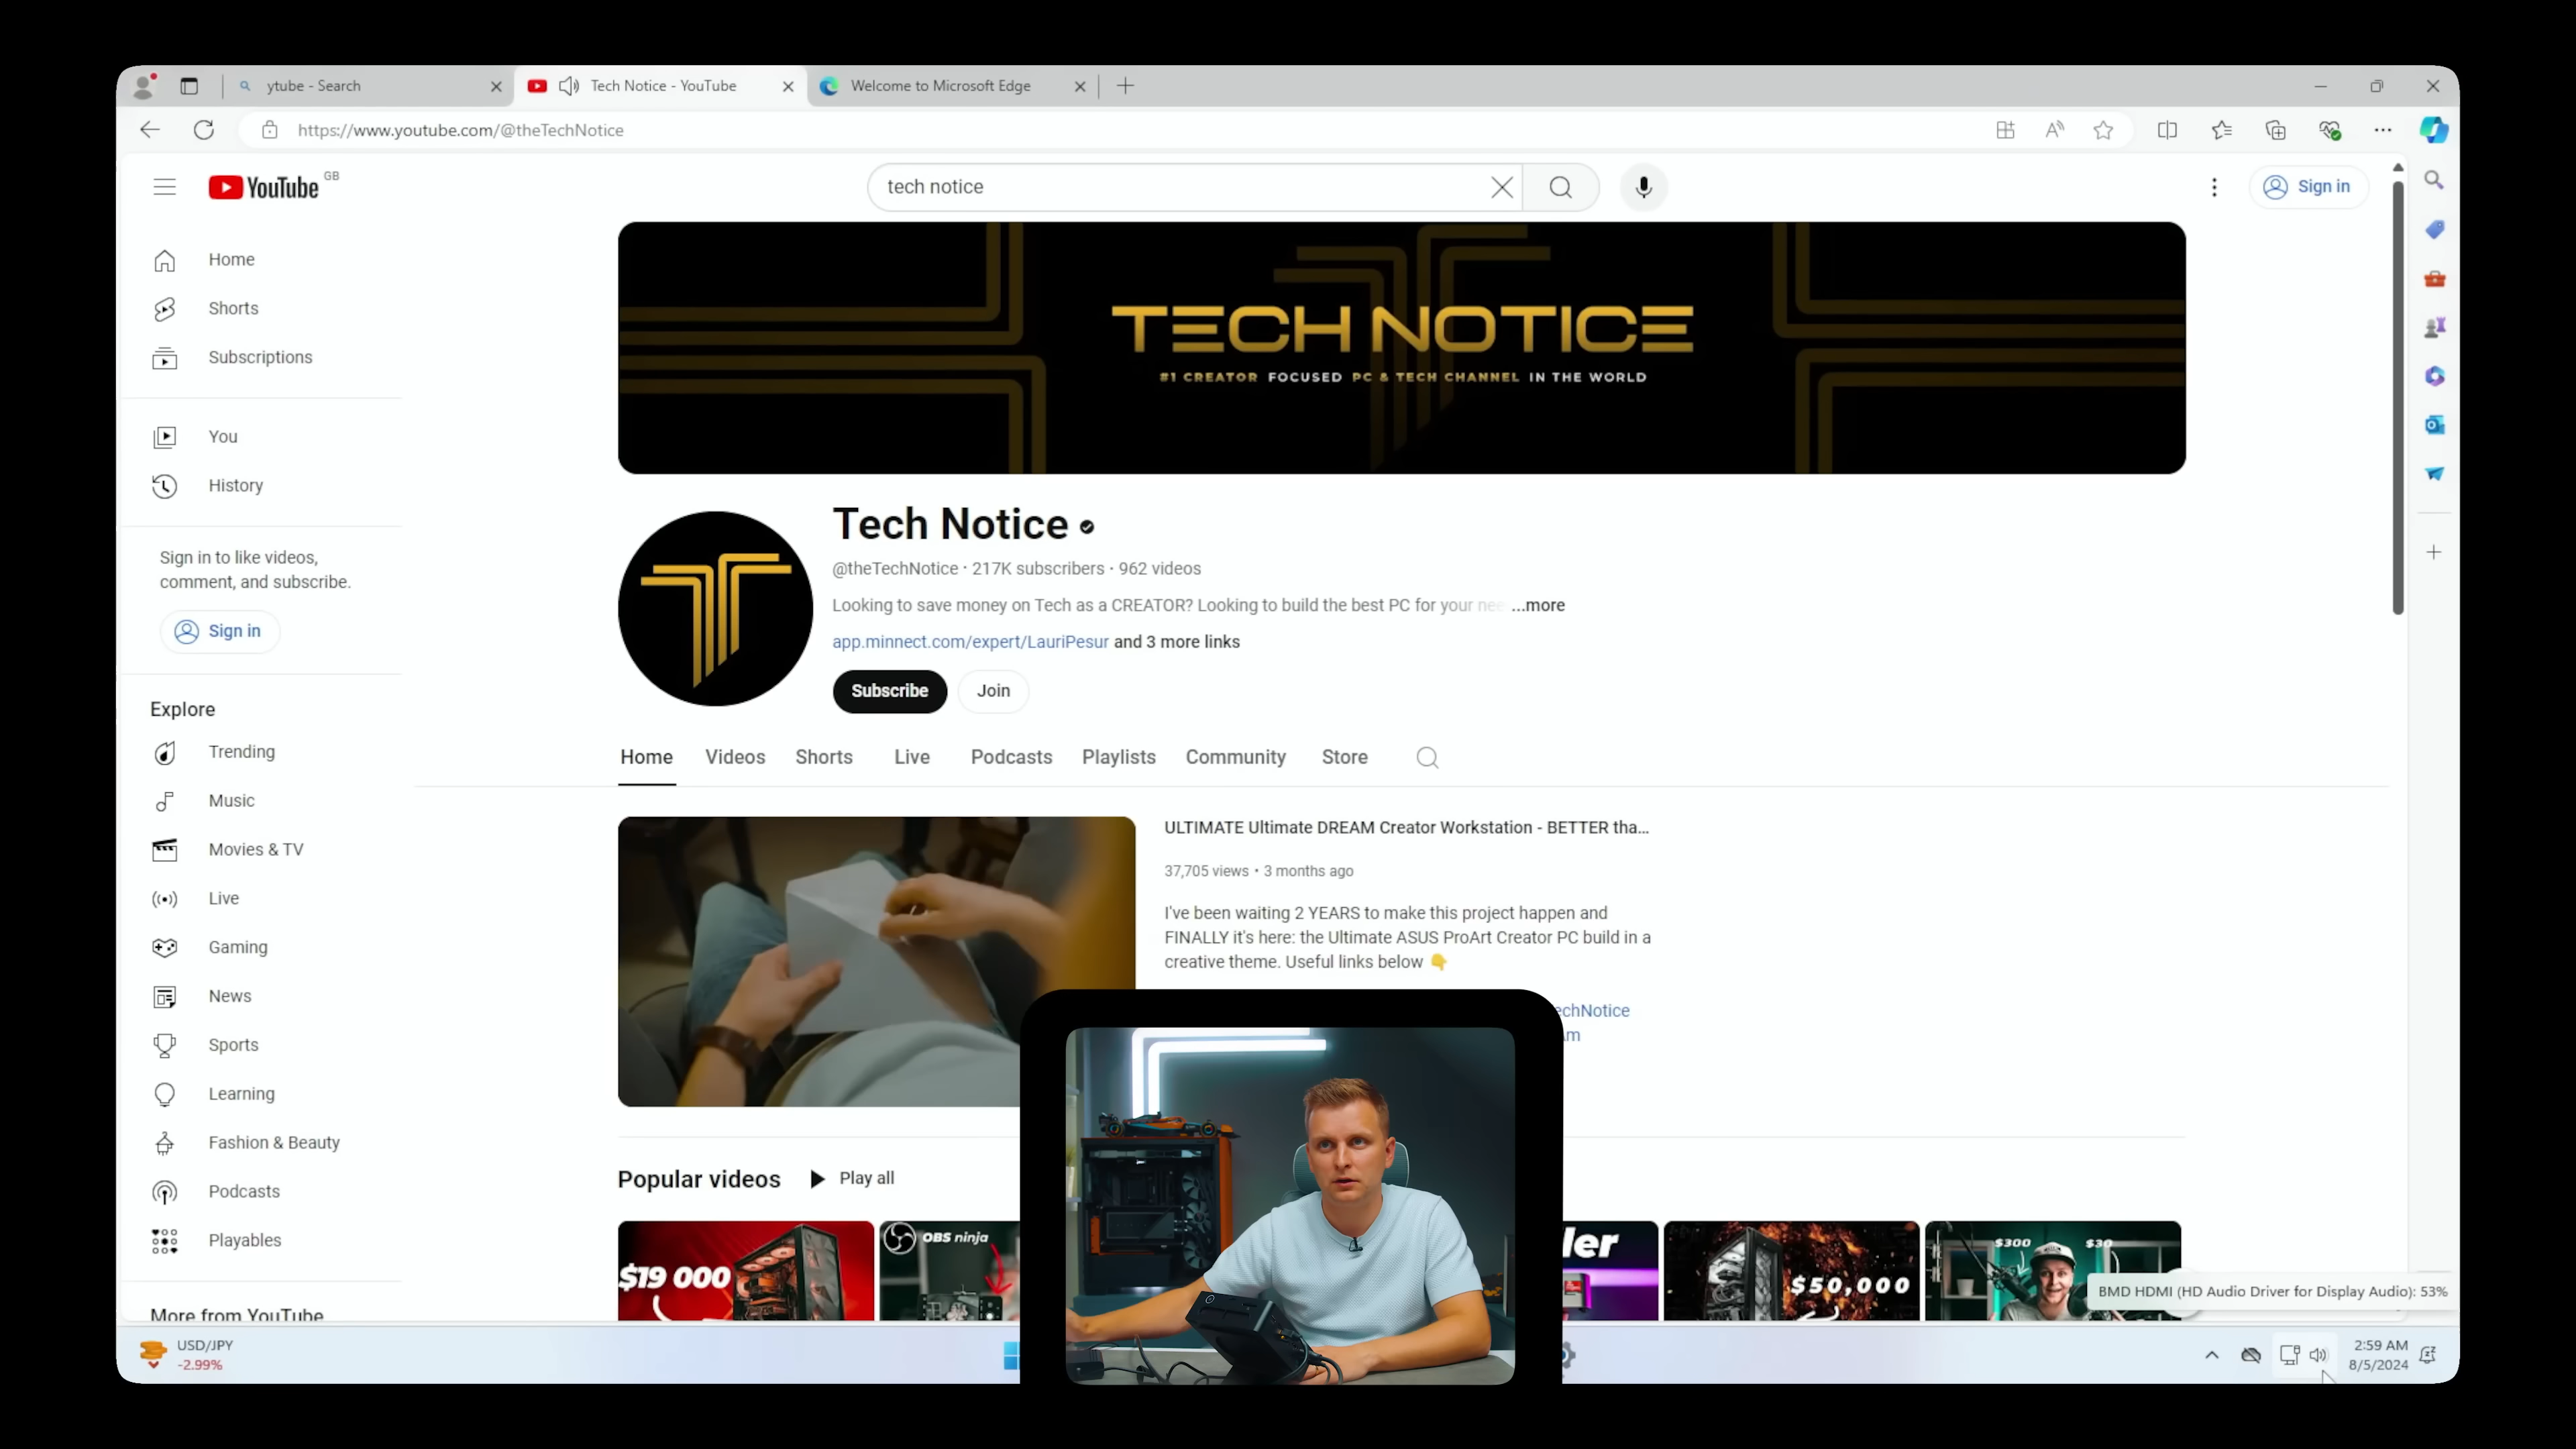 ytube - Search
Tech Notice - YouTube
Welcome to Microsoft Edge
https://www.youtube.com/@theTechNotice
YouTube GB
tech notice
Sign in
Home
Shorts
Subscriptions
You
History
Sign in to like videos,
comment, and subscribe.
Sign in
Explore
Trending
Music
Movies & TV
Live
Gaming
News
Sports
Learning
Fashion & Beauty
Podcasts
Playables
More from YouTube
TECH NOTICE
#1 CREATOR FOCUSED PC & TECH CHANNEL IN THE WORLD
Tech Notice
@theTechNotice · 217K subscribers · 962 videos
Looking to save money on Tech as a CREATOR? Looking to build the best PC for your nee ...more
app.minnect.com/expert/LauriPesur and 3 more links
Subscribe
Join
Home Videos Shorts Live Podcasts Playlists Community Store
ULTIMATE Ultimate DREAM Creator Workstation - BETTER tha...
37,705 views • 3 months ago
I've been waiting 2 YEARS to make this project happen and
FINALLY it's here: the Ultimate ASUS ProArt Creator PC build in a
creative theme. Useful links below 👇
echNotice
m
Popular videos
Play all
$19 000
OBS ninja
ler
$50,000
$300
$30
BMD HDMI (HD Audio Driver for Display Audio): 53%
USD/JPY
-2.99%
2:59 AM
8/5/2024